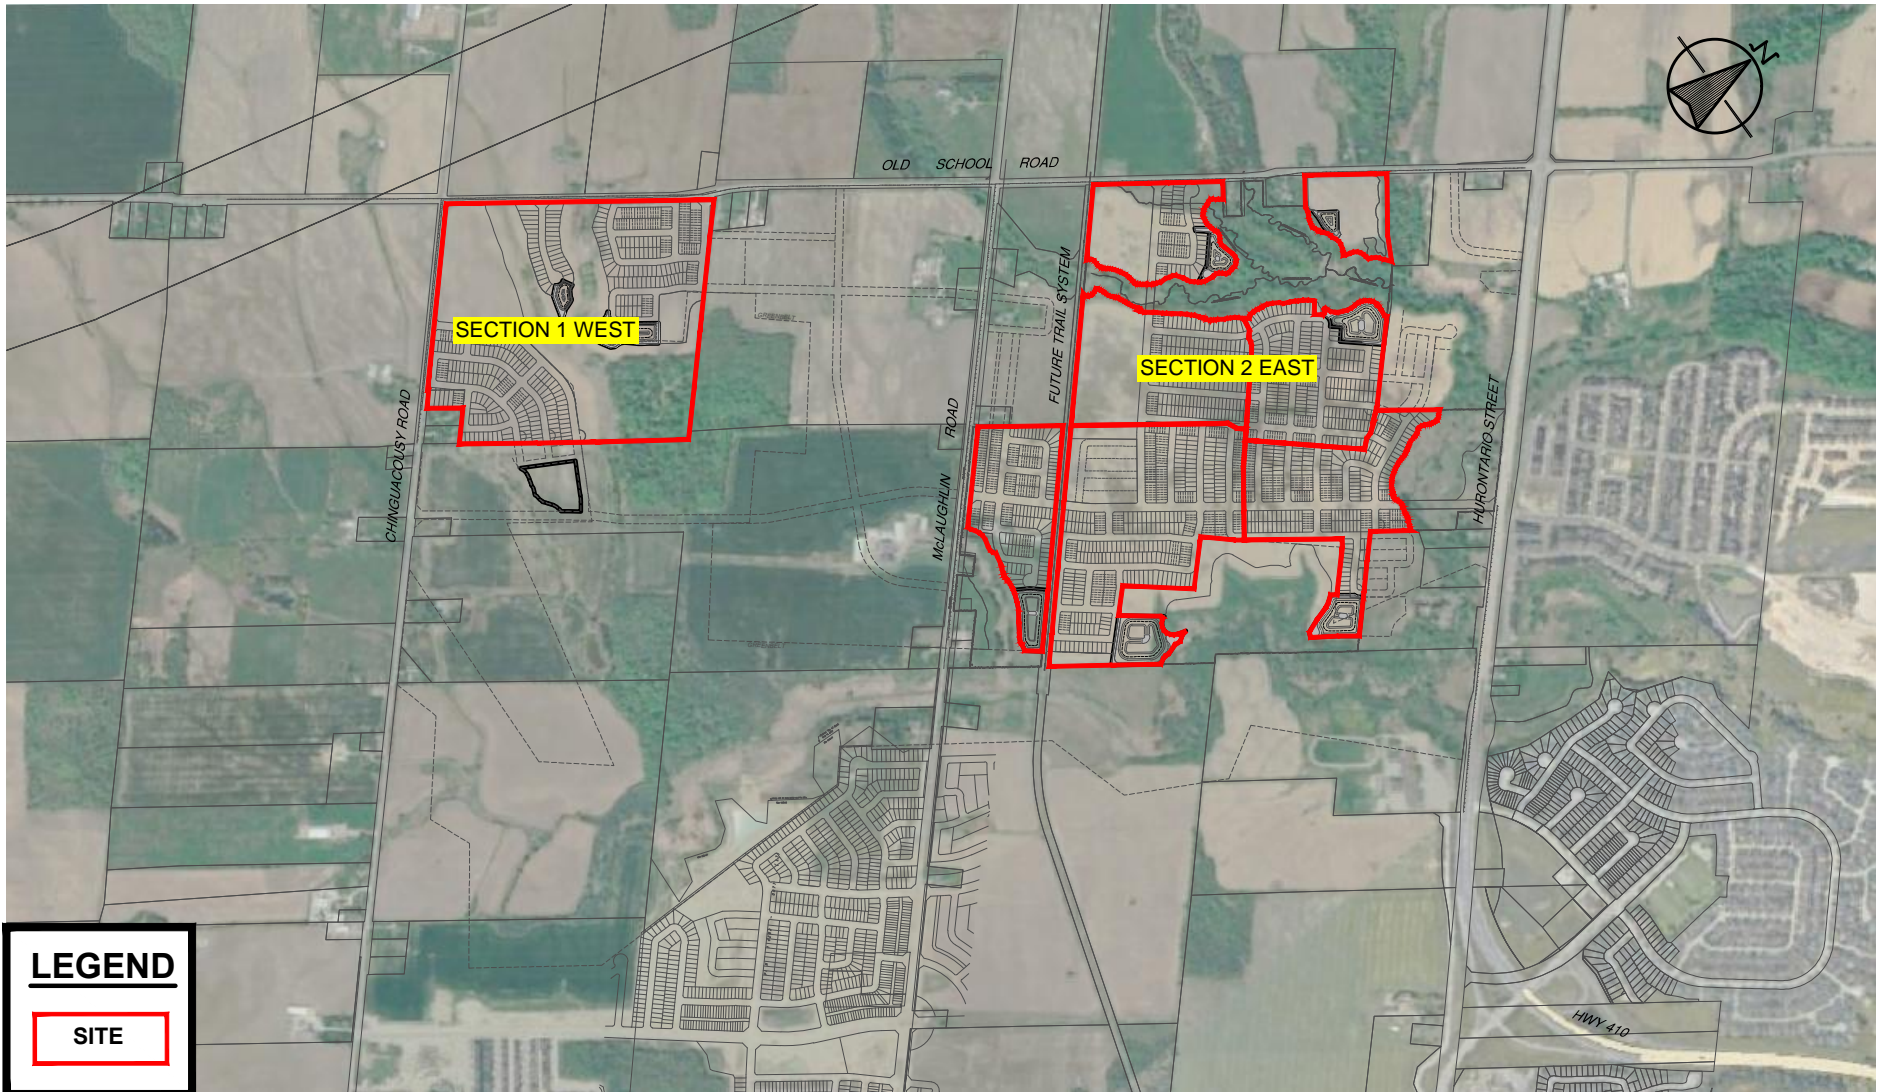 N
OLD SCHOOL ROAD
FUTURE TRAIL SYSTEM
SECTION 1 WEST
SECTION 2 EAST
CHINGUACOUSY ROAD
McLAUGHLIN ROAD
HURONTARIO STREET
LEGEND
SITE
HWY 410